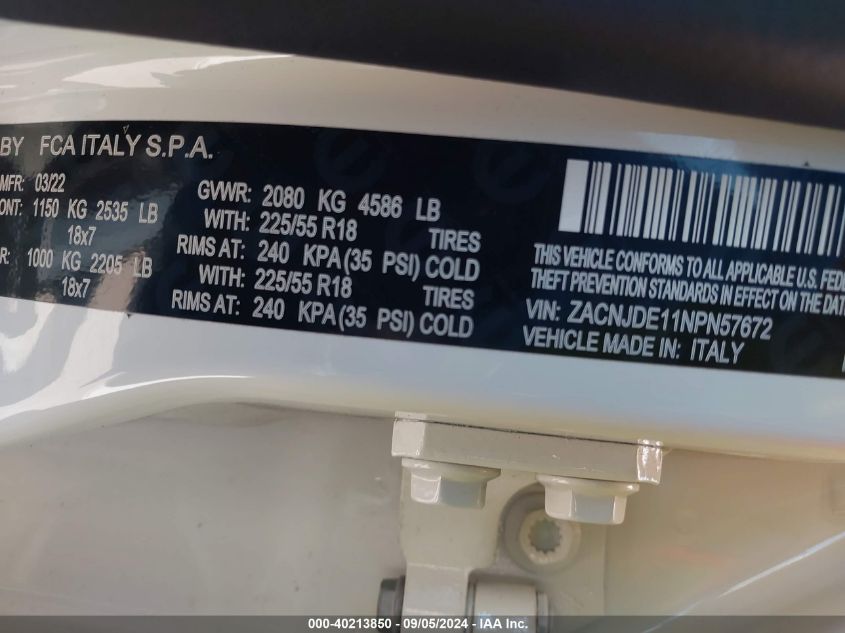 BY FCA ITALY S.P.A.
MFR: 03/22
GVWR: 2080 KG 4586 LB
ONT: 1150 KG 2535 LB WITH: 225/55 R18 TIRES
18x7 RIMS AT: 240 KPA(35 PSI) COLD
R: 1000 KG 2205 LB WITH: 225/55 R18 TIRES
18x7 RIMS AT: 240 KPA(35 PSI) COLD
THIS VEHICLE CONFORMS TO ALL APPLICABLE U.S. FEDE
THEFT PREVENTION STANDARDS IN EFFECT ON THE DAT
VIN: ZACNJDE11NPN57672
VEHICLE MADE IN: ITALY
000-40213850 - 09/05/2024 - IAA Inc.